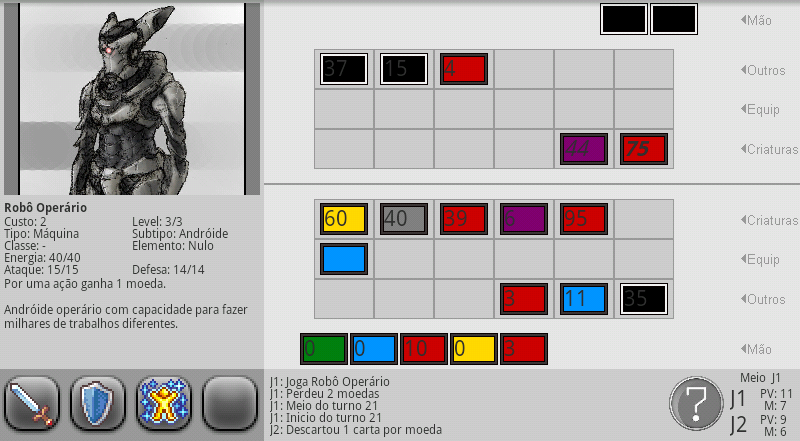 Mão
37 15 4
Outros
Equip
44 75
Criaturas
60 40 39 6 95
Criaturas
Equip
3 11 35
Outros
0 0 10 0 3
Mão
Robô Operário
Custo: 2 Level: 3/3
Tipo: Máquina Subtipo: Andróide
Classe: - Elemento: Nulo
Energia: 40/40
Ataque: 15/15 Defesa: 14/14
Por uma ação ganha 1 moeda.
Andróide operário com capacidade para fazer
milhares de trabalhos diferentes.
J1: Joga Robô Operário
J1: Perdeu 2 moedas
J1: Meio do turno 21
J1: Inicio do turno 21
J2: Descartou 1 carta por moeda
?
Meio J1
J1 PV: 11
M: 7
J2 PV: 9
M: 6